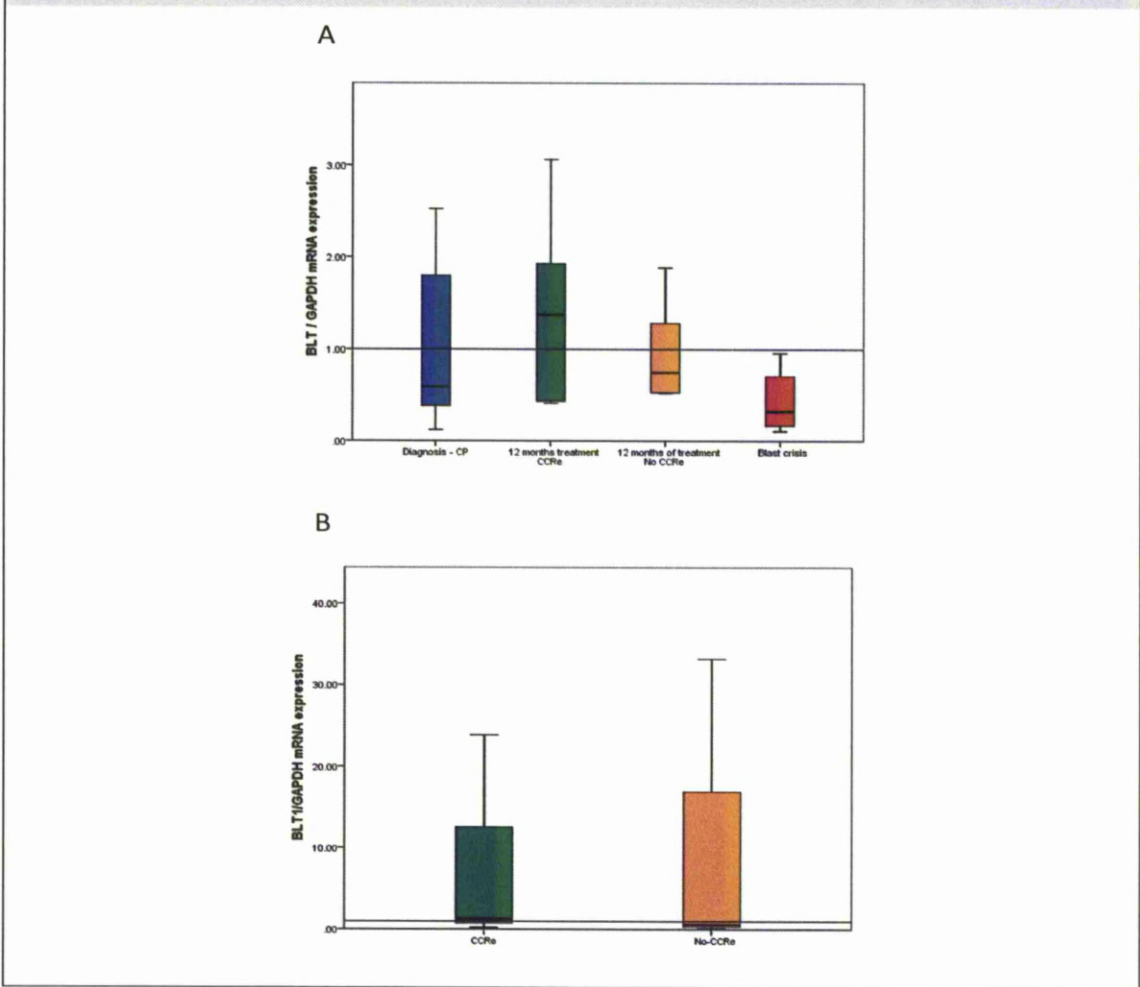 A
BLT / GAPDH mRNA expression
3.00
2.00
1.00
.00
Diagnosis - CP
12 months treatment
CCRe
12 months of treatment
No CCRe
Blast crisis
B
BLT1/GAPDH mRNA expression
40.00
30.00
20.00
10.00
.00
CCRe
No-CCRe